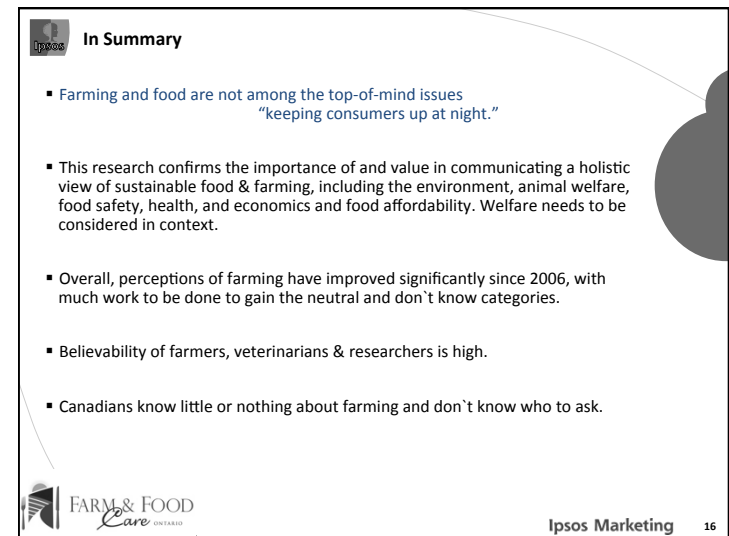 Ipsos
In Summary
▪ Farming and food are not among the top-of-mind issues
“keeping consumers up at night.”
▪ This research confirms the importance of and value in communicating a holistic
view of sustainable food & farming, including the environment, animal welfare,
food safety, health, and economics and food affordability. Welfare needs to be
considered in context.
▪ Overall, perceptions of farming have improved significantly since 2006, with
much work to be done to gain the neutral and don`t know categories.
▪ Believability of farmers, veterinarians & researchers is high.
▪ Canadians know little or nothing about farming and don`t know who to ask.
FARM & FOOD
Care ONTARIO
Ipsos Marketing 16